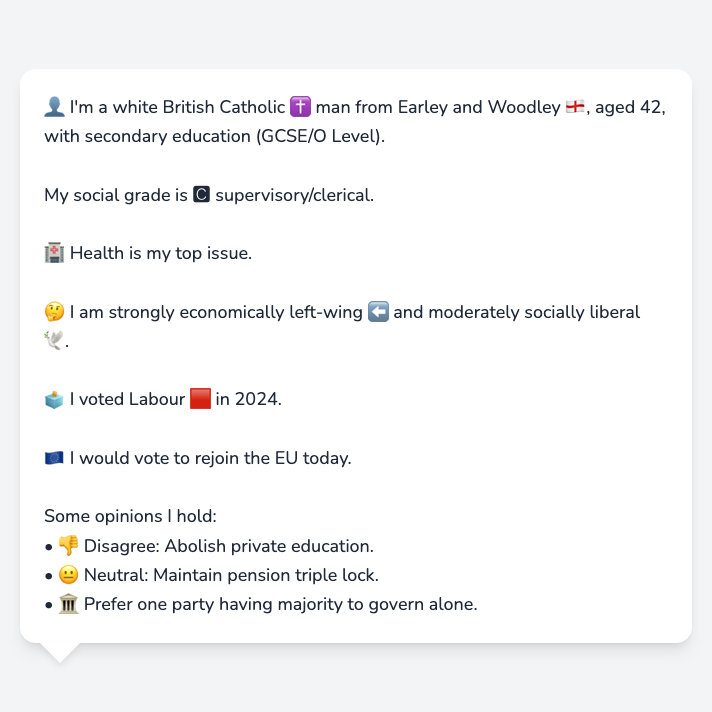 👤 I'm a white British Catholic ✝️ man from Earley and Woodley 🏴󠁧󠁢󠁥󠁮󠁧󠁿, aged 42,
with secondary education (GCSE/O Level).
My social grade is 🅲 supervisory/clerical.
🏥 Health is my top issue.
🤔 I am strongly economically left-wing ⬅️ and moderately socially liberal
🕊️.
🗳️ I voted Labour 🟥 in 2024.
🇪🇺 I would vote to rejoin the EU today.
Some opinions I hold:
• 👎 Disagree: Abolish private education.
• 😐 Neutral: Maintain pension triple lock.
• 🏛️ Prefer one party having majority to govern alone.